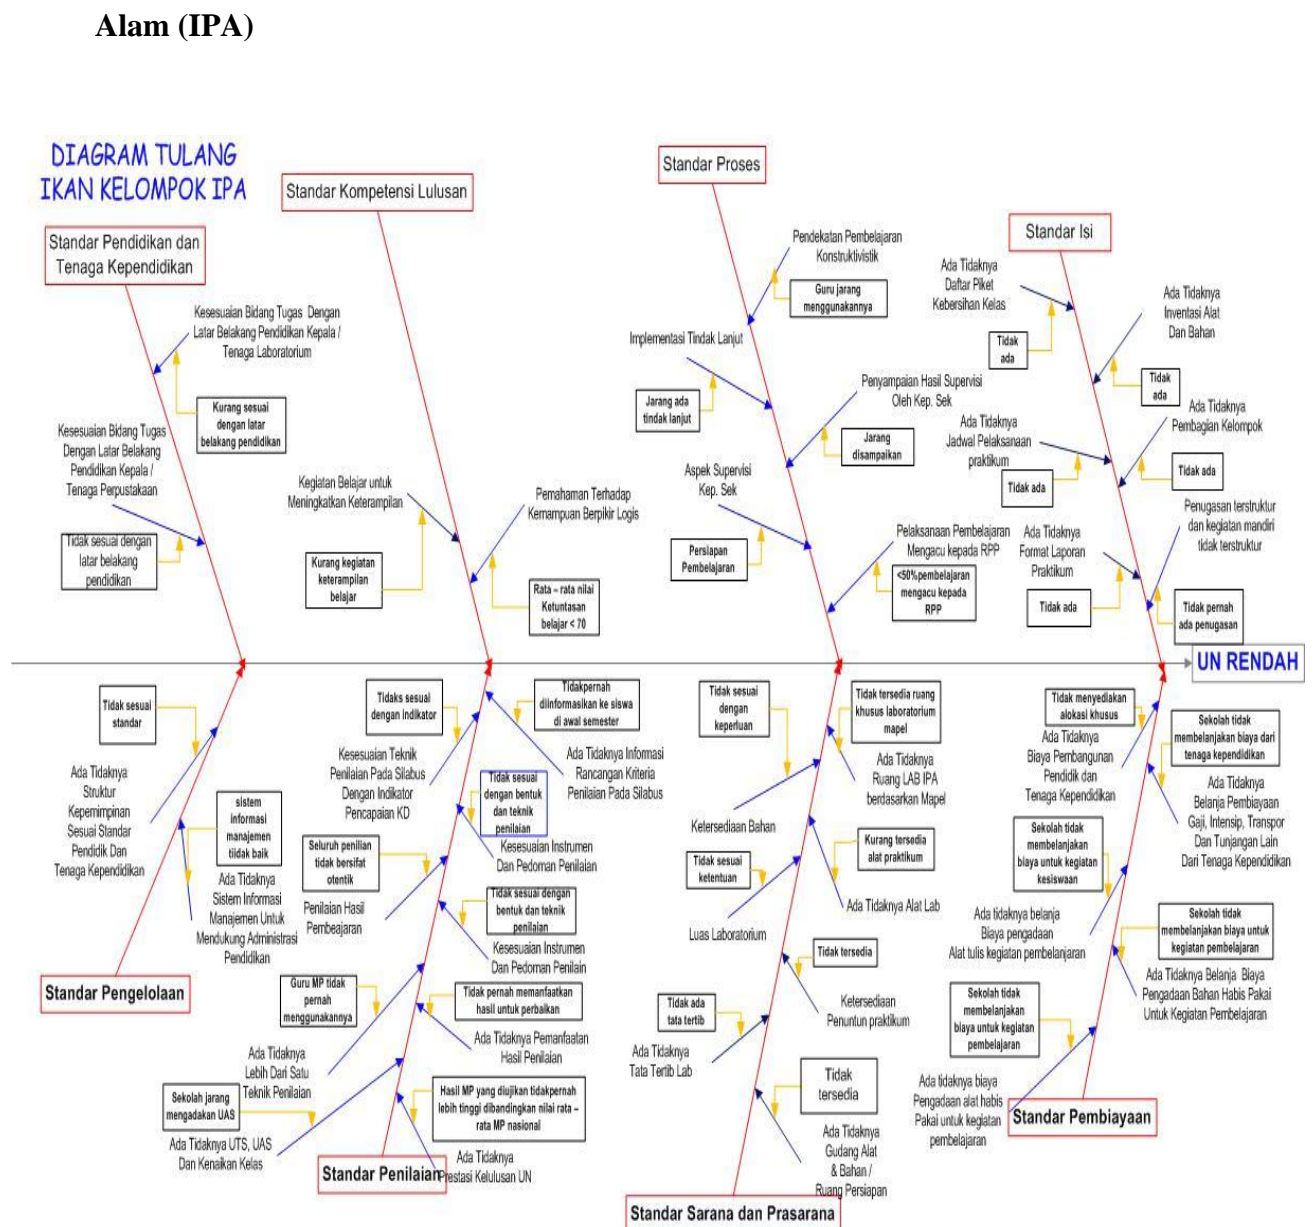 Alam (IPA)
DIAGRAM TULANG
IKAN KELOMPOK IPA
Standar Pendidikan dan
Tenaga Kependidikan
Kesesuaian Bidang Tugas Dengan
Latar Belakang Pendidikan Kepala /
Tenaga Laboratorium
Kurang sesuai
dengan latar
belakang pendidikan
Kesesuaian Bidang Tugas
Dengan Latar Belakang
Pendidikan Kepala /
Tenaga Perpustakaan
Tidak sesuai dengan
latar belakang
pendidikan
Standar Kompetensi Lulusan
Kegiatan Belajar untuk
Meningkatkan Keterampilan
Kurang kegiatan
keterampilan
belajar
Pemahaman Terhadap
Kemampuan Berpikir Logis
Rata – rata nilai
Ketuntasan
belajar < 70
Standar Proses
Pendekatan Pembelajaran
Konstruktivistik
Guru jarang
menggunakannya
Implementasi Tindak Lanjut
Jarang ada
tindak lanjut
Penyampaian Hasil Supervisi
Oleh Kep. Sek
Jarang
disampaikan
Aspek Supervisi
Kep. Sek
Persiapan
Pembelajaran
Pelaksanaan Pembelajaran
Mengacu kepada RPP
<50%pembelajaran
mengacu kepada
RPP
Standar Isi
Ada Tidaknya
Daftar Piket
Kebersihan Kelas
Tidak
ada
Ada Tidaknya
Inventasi Alat
Dan Bahan
Tidak
ada
Ada Tidaknya
Jadwal Pelaksanaan
praktikum
Tidak ada
Ada Tidaknya
Pembagian Kelompok
Tidak ada
Ada Tidaknya
Format Laporan
Praktikum
Tidak ada
Penugasan terstruktur
dan kegiatan mandiri
tidak terstruktur
Tidak pernah
ada penugasan
UN RENDAH
Tidak sesuai
standar
Ada Tidaknya
Struktur
Kepemimpinan
Sesuai Standar
Pendidik Dan
Tenaga Kependidikan
sistem
informasi
manajemen
tiidak baik
Ada Tidaknya
Sistem Informasi
Manajemen Untuk
Mendukung Administrasi
Pendidikan
Standar Pengelolaan
Tidaks sesuai
dengan indikator
Kesesuaian Teknik
Penilaian Pada Silabus
Dengan Indikator
Pencapaian KD
Tidakpernah
diinformasikan ke siswa
di awal semester
Ada Tidaknya Informasi
Rancangan Kriteria
Penilaian Pada Silabus
Tidak sesuai
dengan bentuk
dan teknik
penilaian
Kesesuaian Instrumen
Dan Pedoman Penilaian
Seluruh penilian
tidak bersifat
otentik
Penilaian Hasil
Pembeajaran
Tidak sesuai dengan
bentuk dan teknik
penilaian
Kesesuaian Instrumen
Dan Pedoman Penilain
Guru MP tidak
pernah
menggunakannya
Ada Tidaknya
Lebih Dari Satu
Teknik Penilaian
Tidak pernah memanfaatkan
hasil untuk perbaikan
Ada Tidaknya Pemanfaatan
Hasil Penilaian
Sekolah jarang
mengadakan UAS
Ada Tidaknya UTS, UAS
Dan Kenaikan Kelas
Hasil MP yang diujikan tidakpernah
lebih tinggi dibandingkan nilai rata –
rata MP nasional
Ada Tidaknya
Prestasi Kelulusan UN
Standar Penilaian
Tidak sesuai
dengan
keperluan
Ketersediaan Bahan
Tidak tersedia ruang
khusus laboratorium
mapel
Ada Tidaknya
Ruang LAB IPA
berdasarkan Mapel
Tidak sesuai
ketentuan
Luas Laboratorium
Kurang tersedia
alat praktikum
Ada Tidaknya Alat Lab
Tidak tersedia
Ketersediaan
Penuntun praktikum
Tidak ada
tata tertib
Ada Tidaknya
Tata Tertib Lab
Tidak
tersedia
Ada Tidaknya
Gudang Alat
& Bahan /
Ruang Persiapan
Standar Sarana dan Prasarana
Tidak menyediakan
alokasi khusus
Ada Tidaknya
Biaya Pembangunan
Pendidik dan
Tenaga Kependidikan
Sekolah tidak
membelanjakan biaya dari
tenaga kependidikan
Ada Tidaknya
Belanja Pembiayaan
Gaji, Intensip, Transpor
Dan Tunjangan Lain
Dari Tenaga Kependidikan
Sekolah tidak
membelanjakan
biaya untuk kegiatan
kesiswaan
Ada tidaknya belanja
Biaya pengadaan
Alat tulis kegiatan pembelanjaran
Sekolah tidak
membelanjakan biaya untuk
kegiatan pembelajaran
Ada Tidaknya Belanja Biaya
Pengadaan Bahan Habis Pakai
Untuk Kegiatan Pembelajaran
Sekolah tidak
membelanjakan
biaya untuk kegiatan
pembelajaran
Ada tidaknya biaya
Pengadaan alat habis
Pakai untuk kegiatan
pembelajaran
Standar Pembiayaan